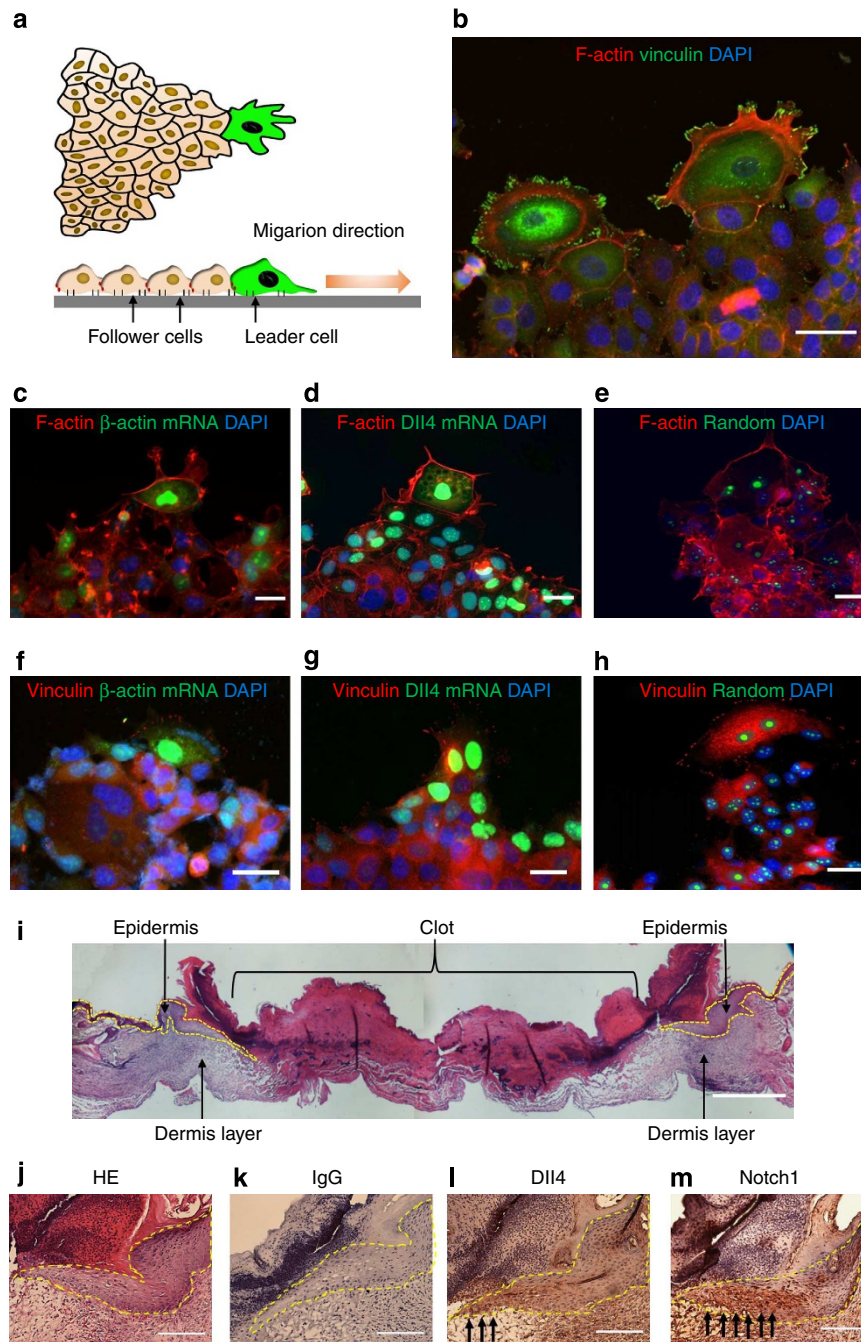 a
b
F-actin vinculin DAPI
Migarion direction
Follower cells
Leader cell
c
F-actin β-actin mRNA DAPI
d
F-actin Dll4 mRNA DAPI
e
F-actin Random DAPI
f
Vinculin β-actin mRNA DAPI
g
Vinculin Dll4 mRNA DAPI
h
Vinculin Random DAPI
i
Epidermis
Clot
Epidermis
Dermis layer
Dermis layer
j
HE
k
IgG
l
Dll4
m
Notch1